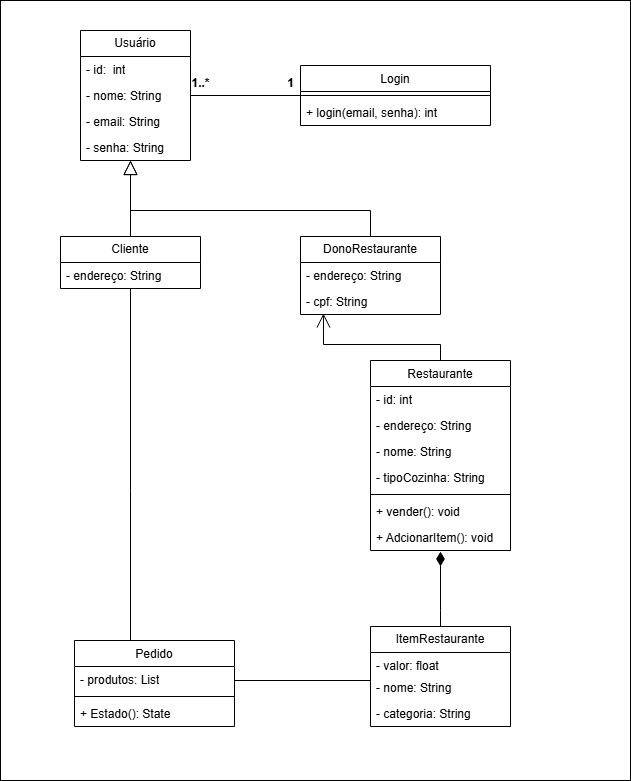 Usuário
- id:  int
- nome: String
- email: String
- senha: String
1..*
1
Login
+ login(email, senha): int
Cliente
- endereço: String
DonoRestaurante
- endereço: String
- cpf: String
Restaurante
- id: int
- endereço: String
- nome: String
- tipoCozinha: String
+ vender(): void
+ AdcionarItem(): void
Pedido
- produtos: List
+ Estado(): State
ItemRestaurante
- valor: float
- nome: String
- categoria: String